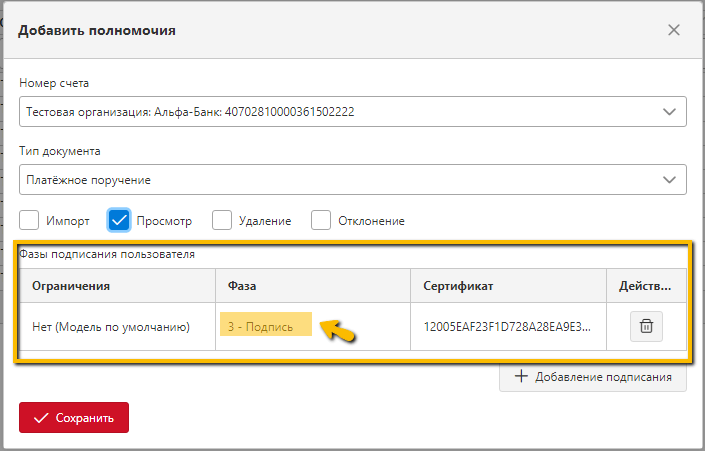 Добавить полномочия
Номер счета
Тестовая организация: Альфа-Банк: 40702810000361502222
Тип документа
Платёжное поручение
Импорт Просмотр Удаление Отклонение
Фазы подписания пользователя
Ограничения Фаза Сертификат Действ...
Нет (Модель по умолчанию) 3 - Подпись 12005EAF23F1D728A28EA9E3...
Добавление подписания
Сохранить